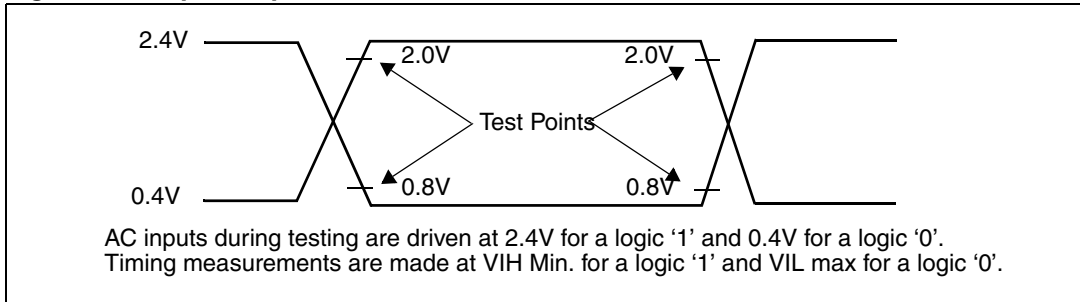 2.4V
2.0V 2.0V
Test Points
0.8V 0.8V
0.4V
AC inputs during testing are driven at 2.4V for a logic ‘1’ and 0.4V for a logic ‘0’.
Timing measurements are made at VIH Min. for a logic ‘1’ and VIL max for a logic ‘0’.